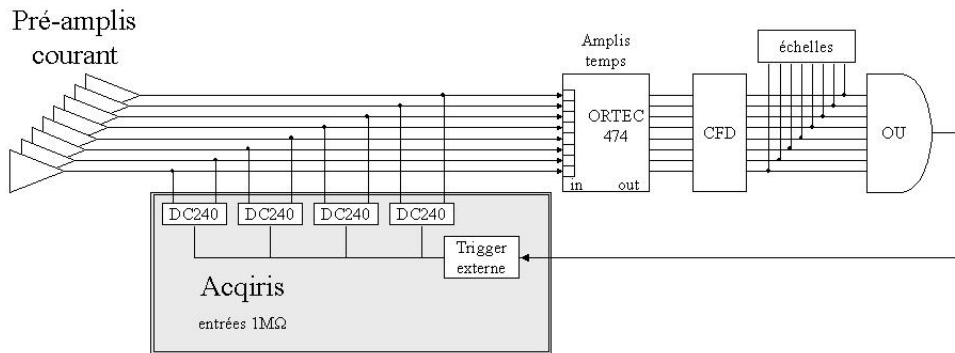 Pré-amplis
courant
Amplis
temps
échelles
ORTEC
474
CFD
OU
in
out
DC240
DC240
DC240
DC240
Trigger
externe
Acqiris
entrées 1MΩ